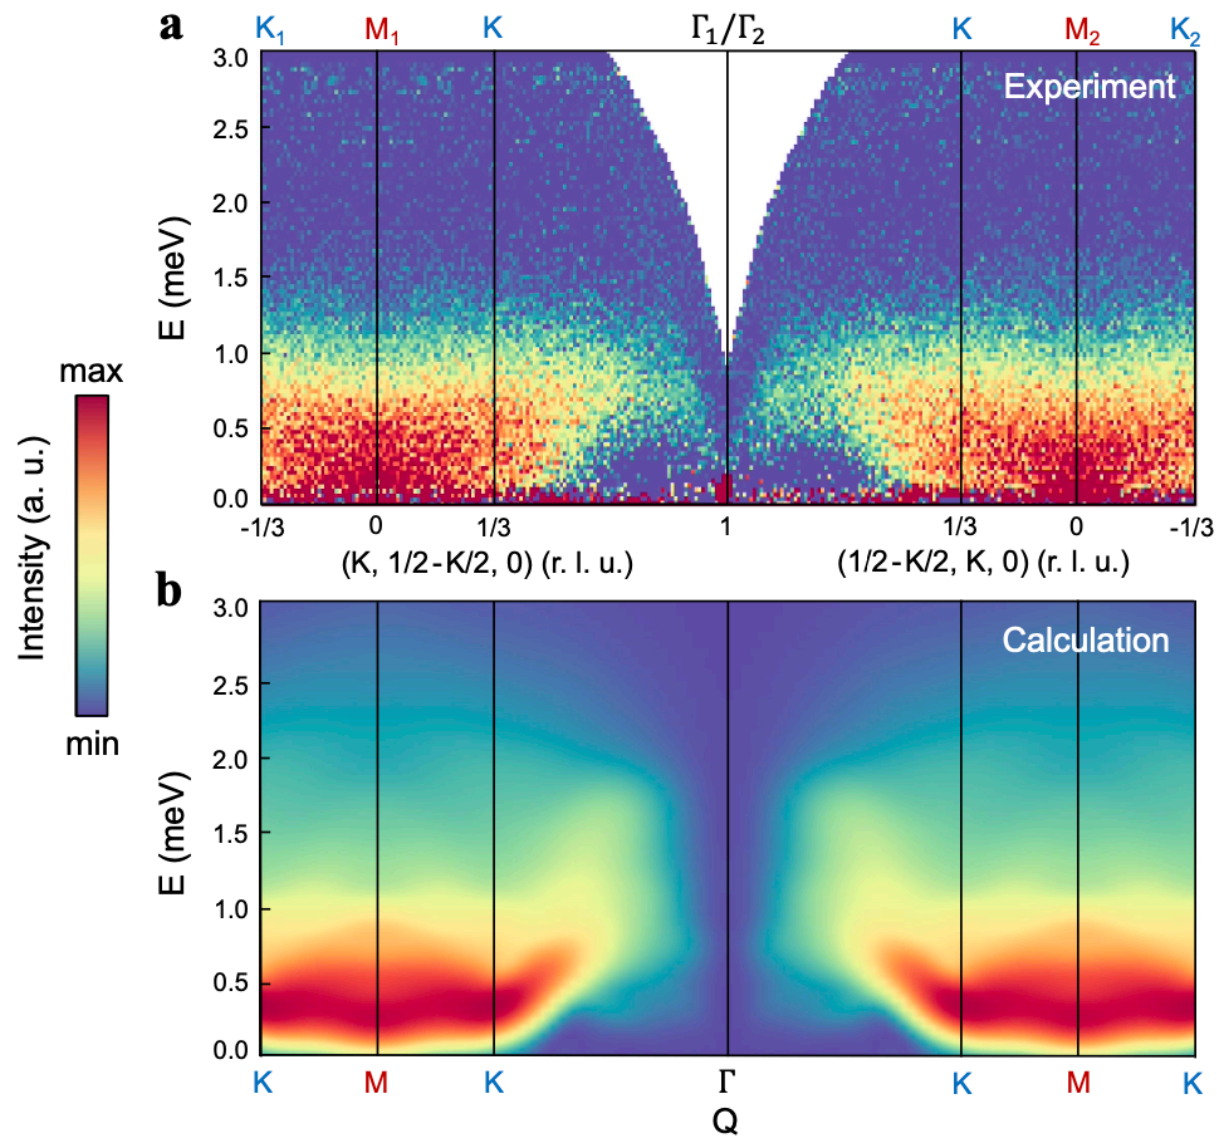 a
K₁ M₁ K Γ₁/Γ₂ K M₂ K₂
3.0
2.5
2.0
1.5
1.0
0.5
0.0
E (meV)
Experiment
-1/3 0 1/3 1 1/3 0 -1/3
(K, 1/2-K/2, 0) (r. l. u.) (1/2-K/2, K, 0) (r. l. u.)
max
Intensity (a. u.)
min
b
3.0
2.5
2.0
1.5
1.0
0.5
0.0
E (meV)
Calculation
K M K Γ K M K
Q